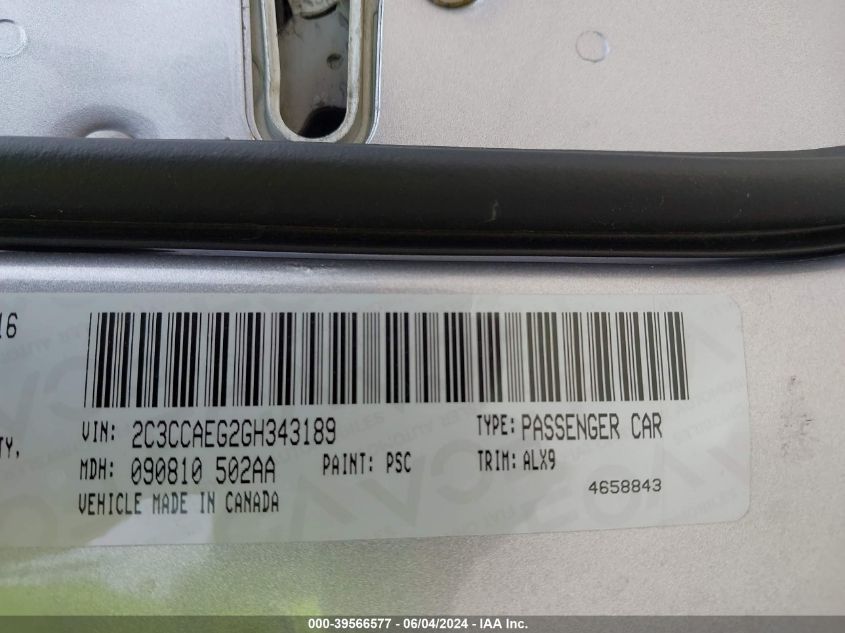 16
VIN: 2C3CCAEG2GH343189 TYPE: PASSENGER CAR
TY,
MDH: 090810 502AA PAINT: PSC TRIM: ALX9
4658843
VEHICLE MADE IN CANADA
000-39566577 - 06/04/2024 - IAA Inc.